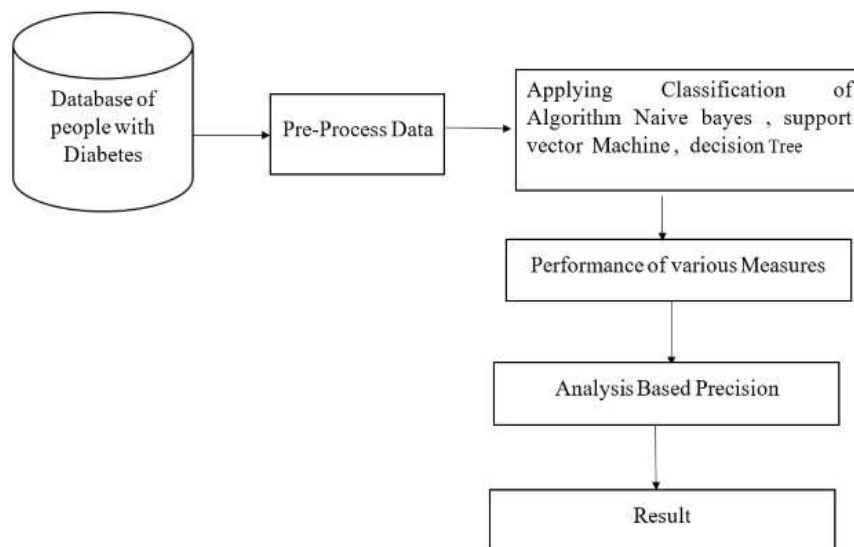 Database of
people with
Diabetes
Pre-Process Data
Applying Classification of
Algorithm Naive bayes , support
vector Machine , decision Tree
Performance of various Measures
Analysis Based Precision
Result